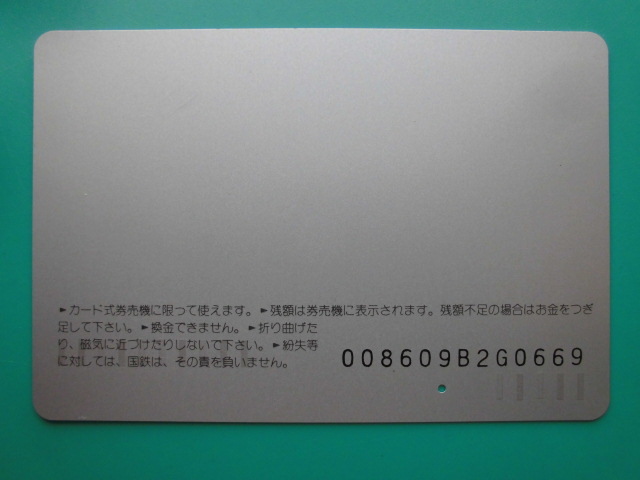 ►カード式券売機に限って使えます。►残額は券売機に表示されます。残額不足の場合はお金をつぎ
足して下さい。►換金できません。►折り曲げた
り、磁気に近づけたりしないで下さい。►紛失等
に対しては、国鉄は、その責を負いません。
008609B2G0669